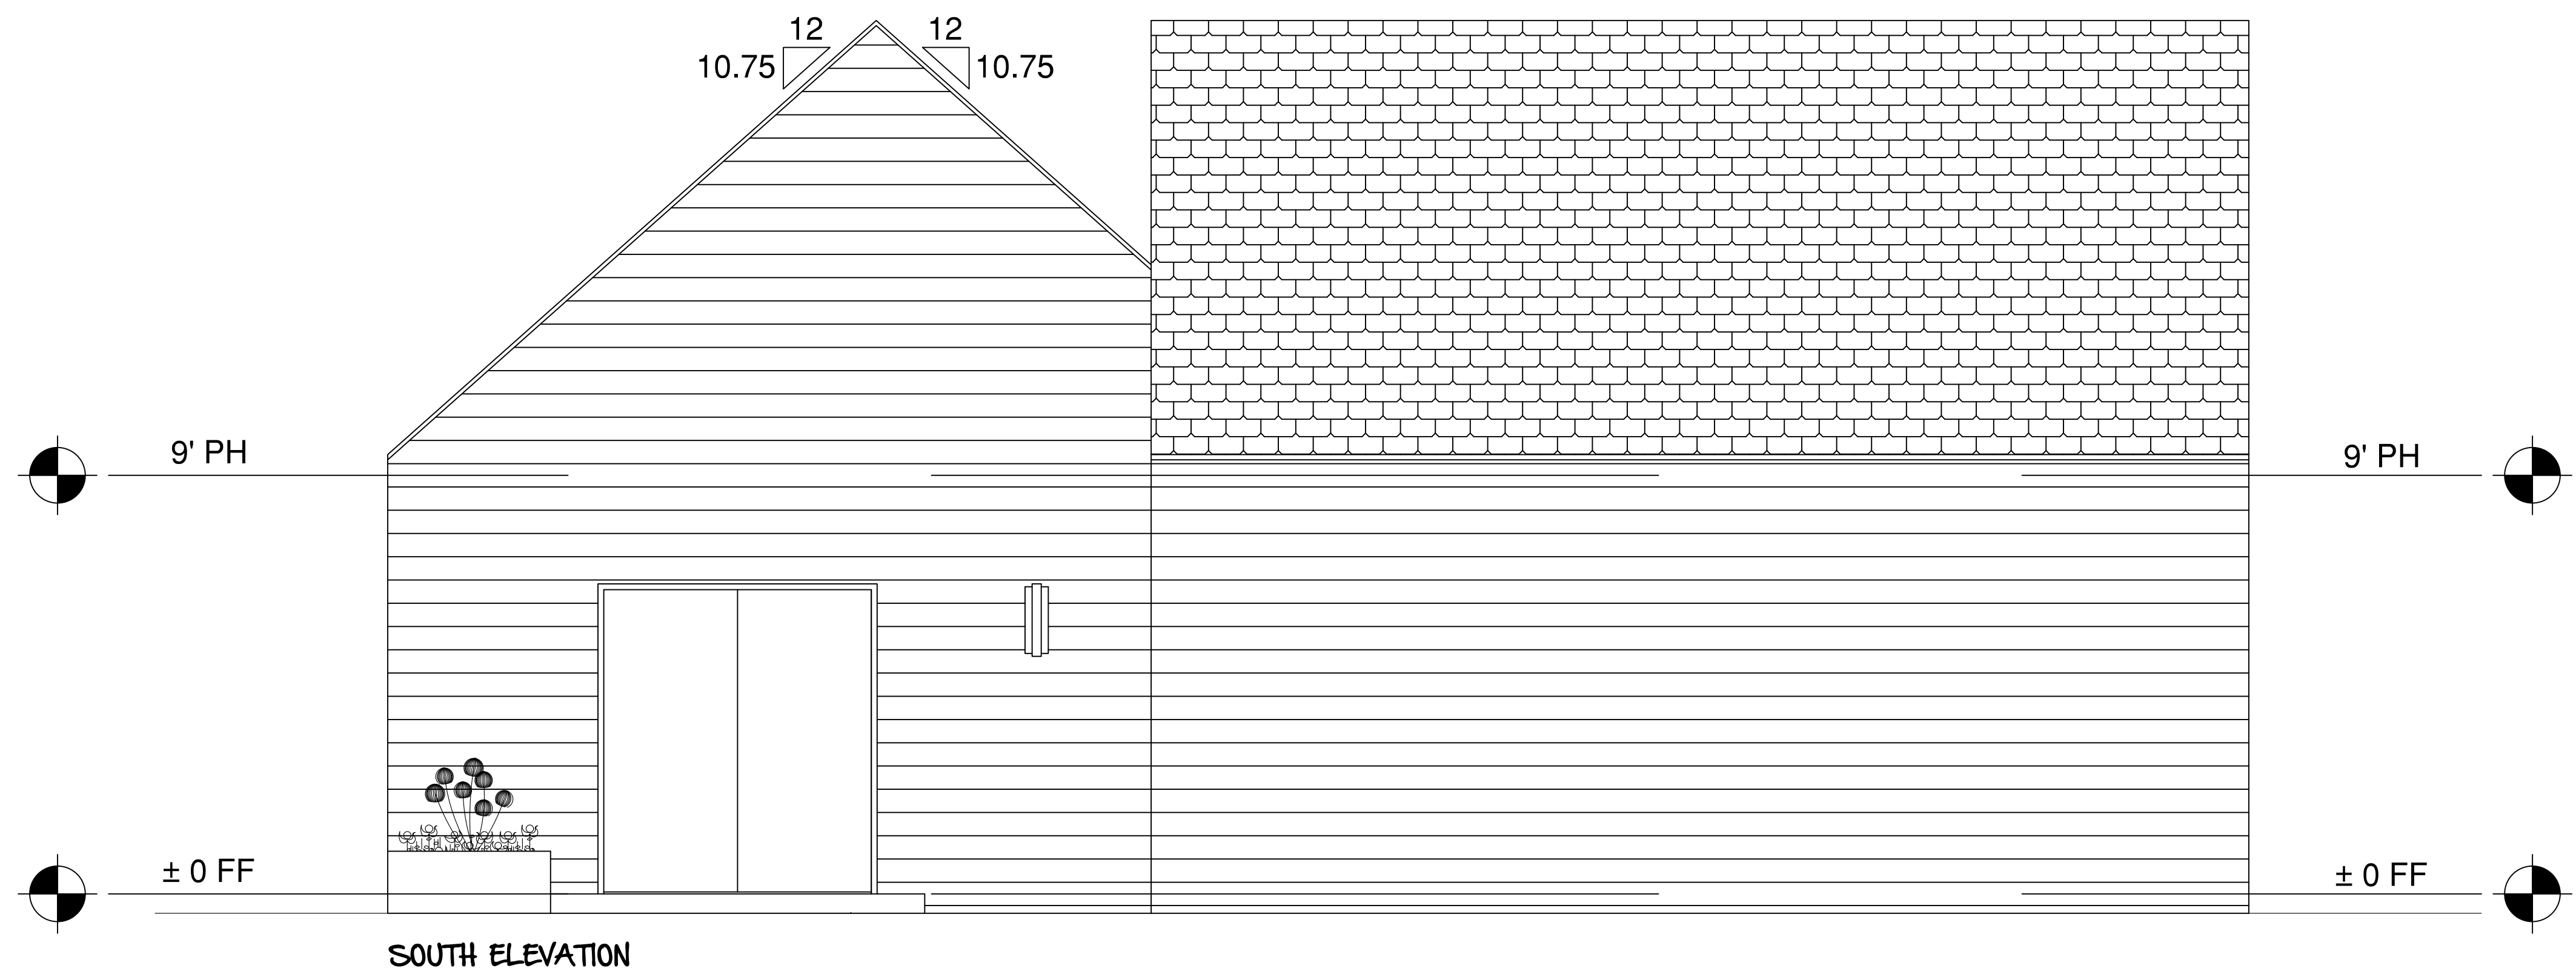 12 12
10.75 10.75
9' PH 9' PH
± 0 FF ± 0 FF
SOUTH ELEVATION